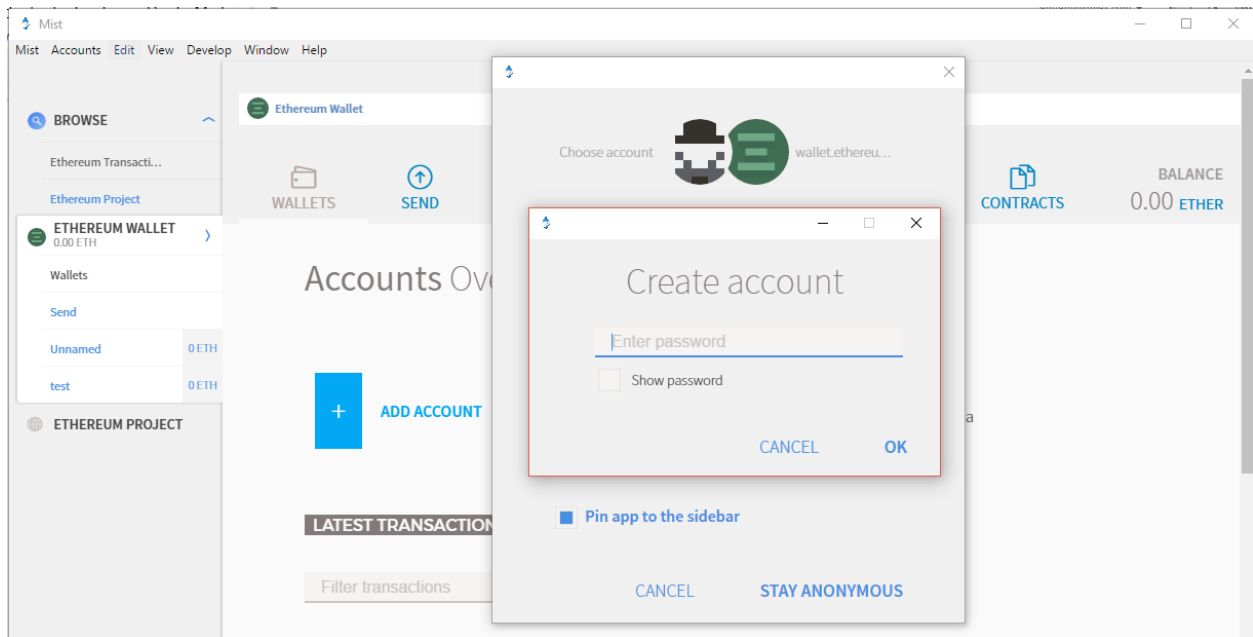 Mist
Mist Accounts Edit View Develop Window Help
BROWSE
Ethereum Transacti...
Ethereum Project
ETHEREUM WALLET
0.00 ETH
Wallets
Send
Unnamed 0 ETH
test 0 ETH
ETHEREUM PROJECT
Ethereum Wallet
WALLETS
SEND
CONTRACTS
BALANCE
0.00 ETHER
Accounts Ove
ADD ACCOUNT
LATEST TRANSACTION
Filter transactions
a
Choose account
wallet.ethereu...
Create account
Enter password
Show password
CANCEL OK
Pin app to the sidebar
CANCEL STAY ANONYMOUS